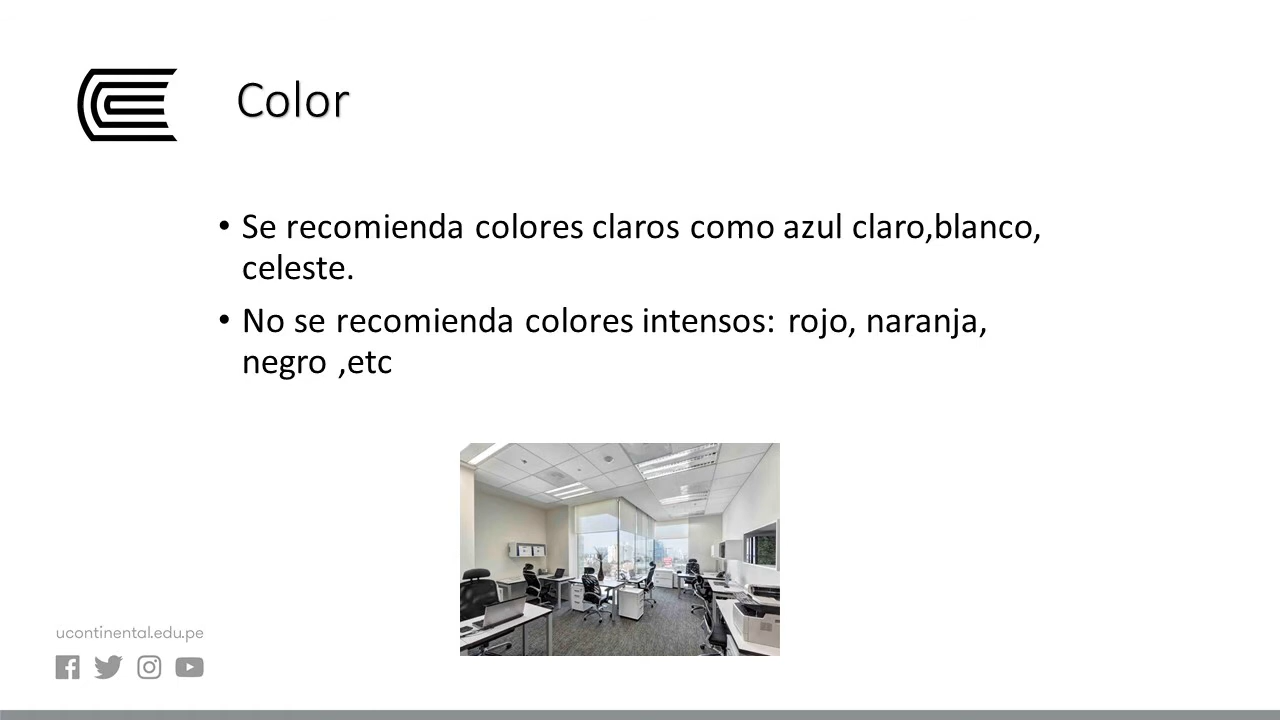 Color
• Se recomienda colores claros como azul claro,blanco,
celeste.
• No se recomienda colores intensos: rojo, naranja,
negro ,etc
ucontinental.edu.pe